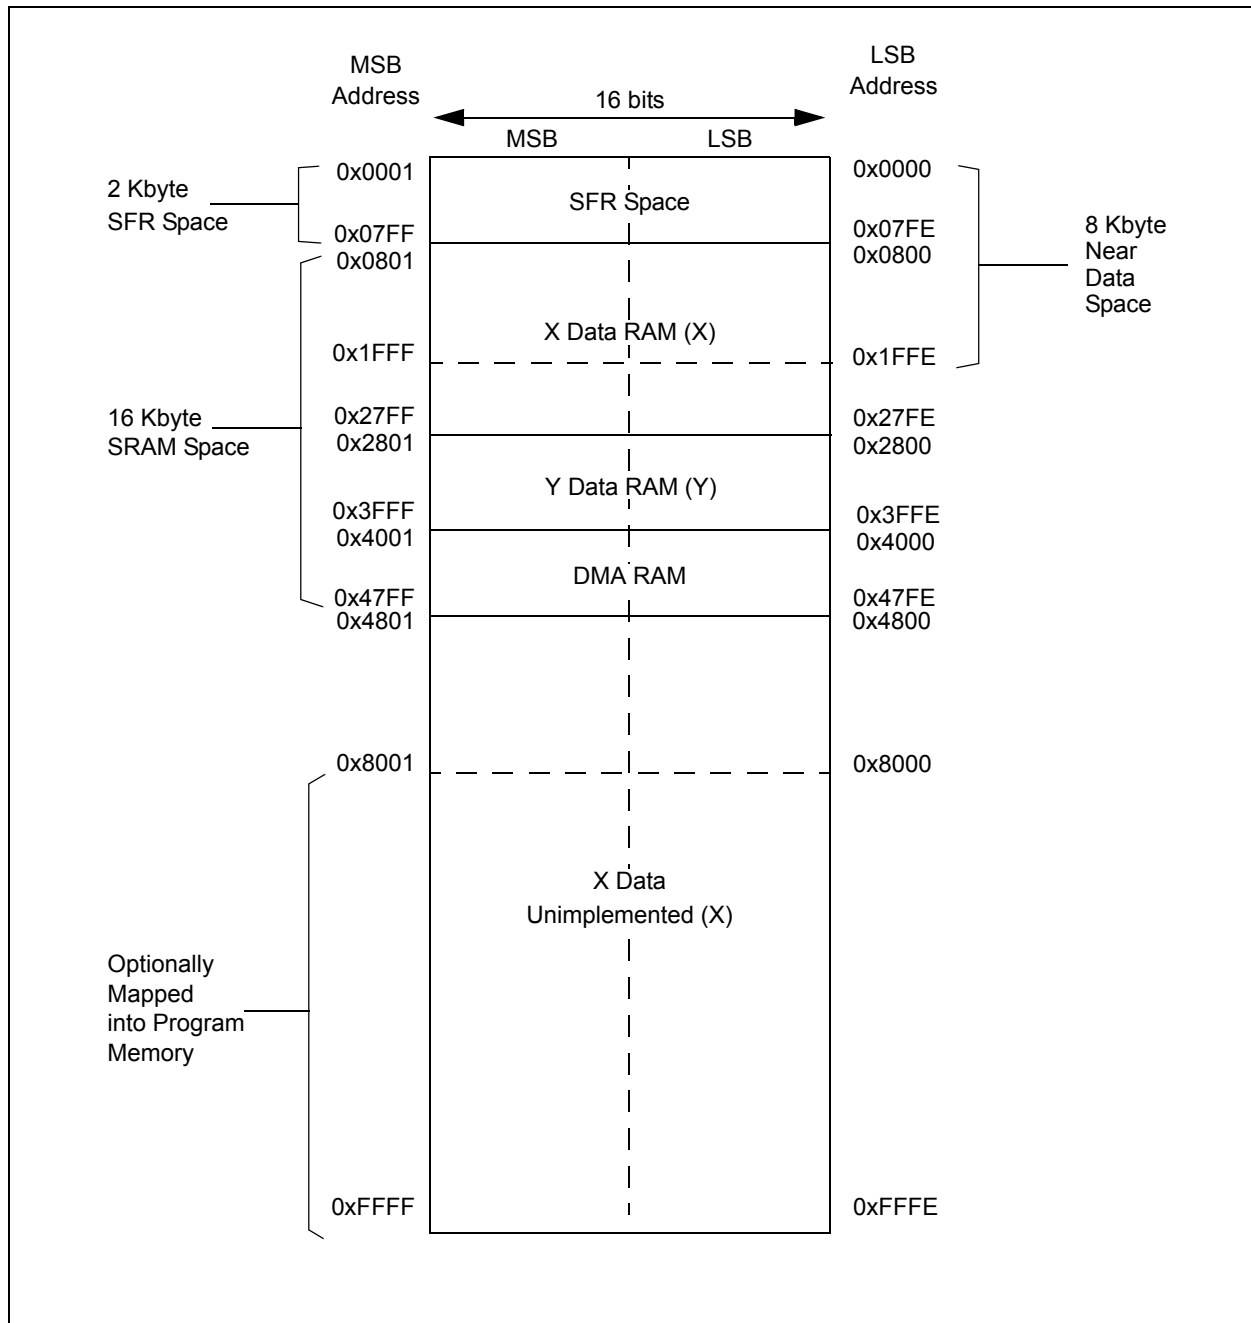 MSB
Address
LSB
Address
16 bits
MSB
LSB
2 Kbyte
SFR Space
0x0001
SFR Space
0x0000
0x07FF
0x07FE
0x0801
0x0800
8 Kbyte
Near
Data
Space
X Data RAM (X)
0x1FFF
0x1FFE
16 Kbyte
SRAM Space
0x27FF
0x27FE
0x2801
0x2800
Y Data RAM (Y)
0x3FFF
0x3FFE
0x4001
0x4000
DMA RAM
0x47FF
0x47FE
0x4801
0x4800
0x8001
0x8000
X Data
Unimplemented (X)
Optionally
Mapped
into Program
Memory
0xFFFF
0xFFFE